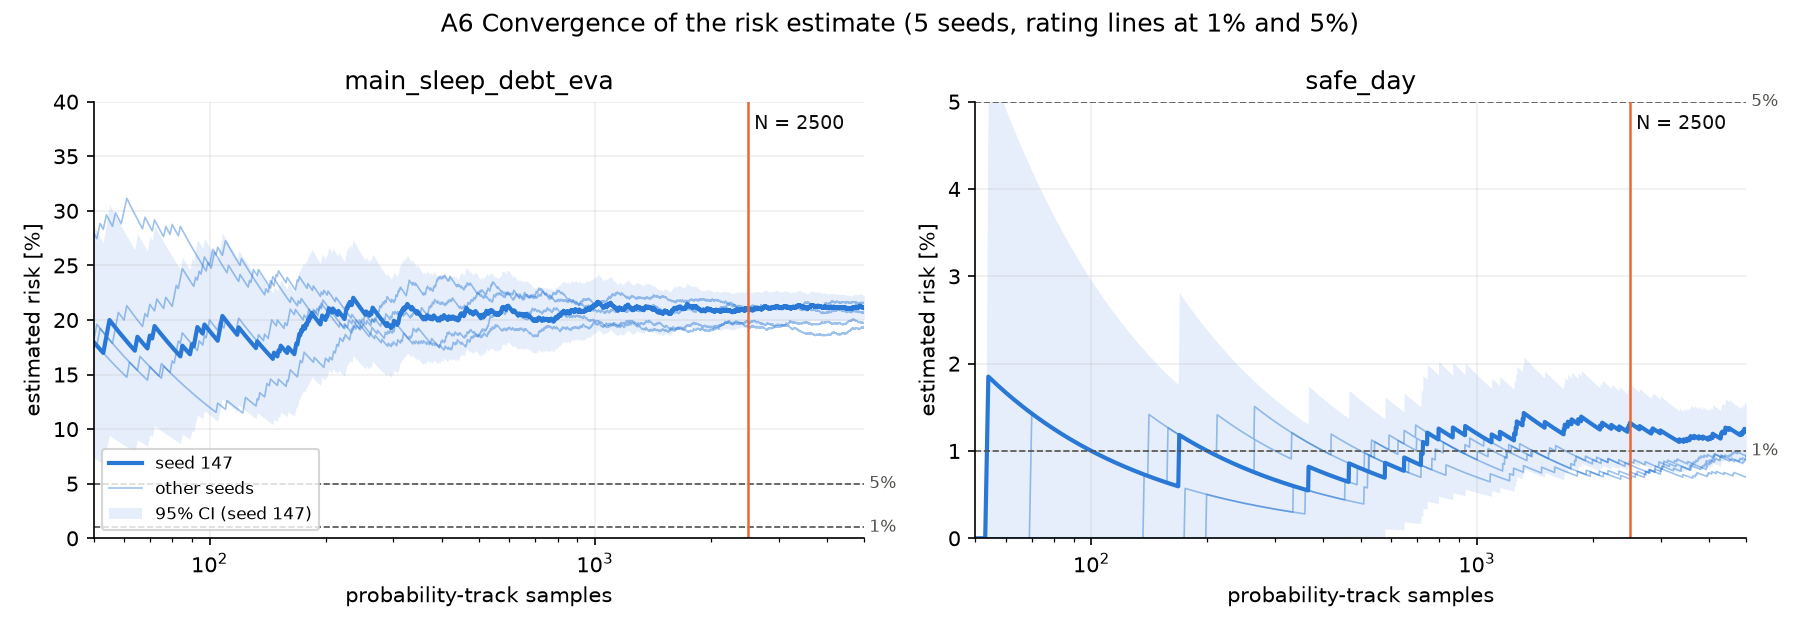 A6 Convergence of the risk estimate (5 seeds, rating lines at 1% and 5%)
main_sleep_debt_eva
estimated risk [%]
40
35
30
25
20
15
10
5
0
N = 2500
seed 147
other seeds
95% CI (seed 147)
5%
1%
10²
10³
probability-track samples
safe_day
estimated risk [%]
5
4
3
2
1
0
5%
N = 2500
1%
10²
10³
probability-track samples